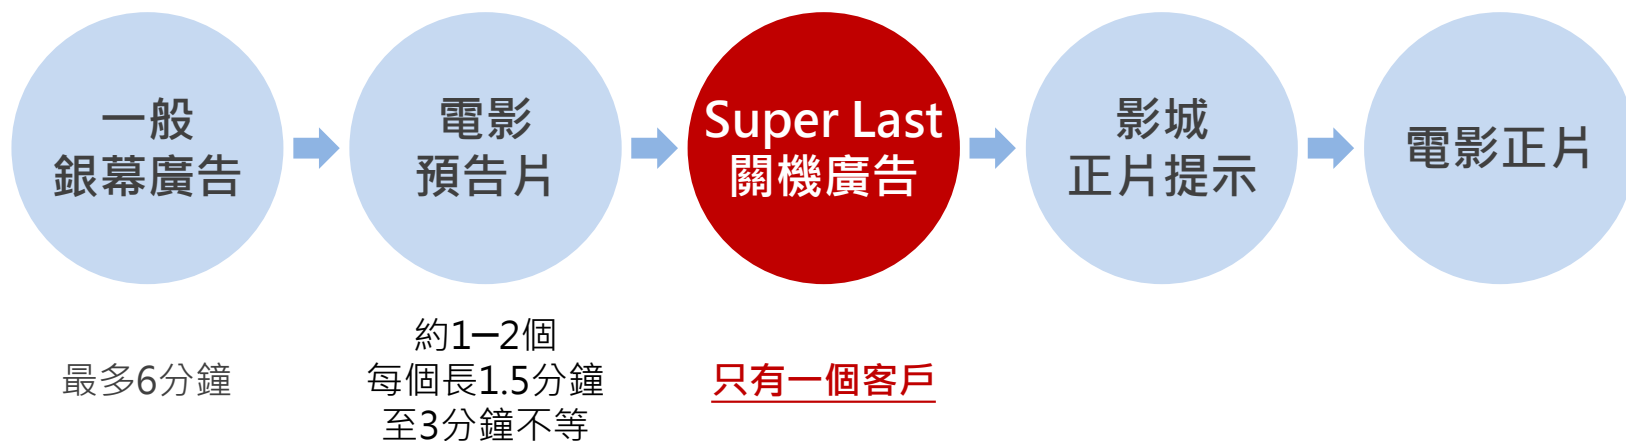 一般
銀幕廣告
電影
預告片
Super Last
關機廣告
影城
正片提示
電影正片
最多6分鐘
約1─2個
每個長1.5分鐘
至3分鐘不等
只有一個客戶